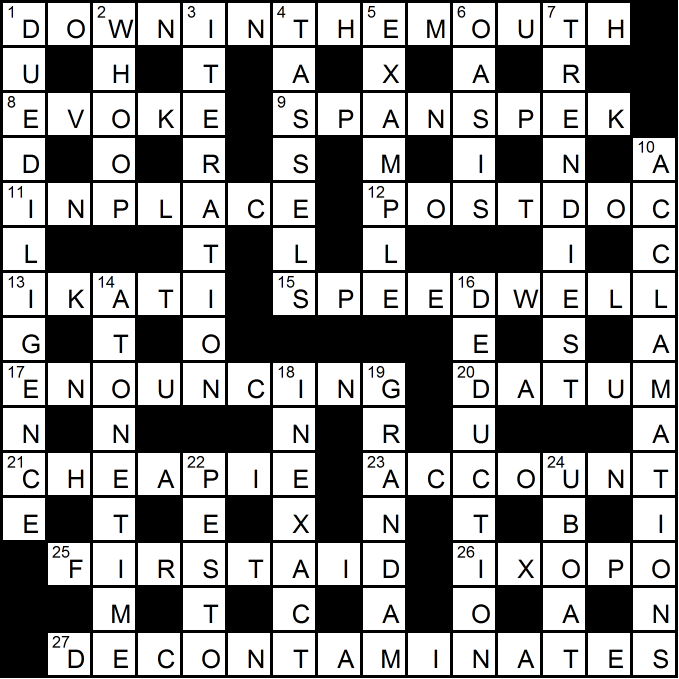 1 D O 2 W N 3 I N 4 T H 5 E M 6 O U 7 T H
U H T A X A R
8 E V O K E 9 S P A N S P E K
D O R S M I N 10 A
11 I N P L A C E 12 P O S T D O C
L T L L I C
13 I K 14 A T I 15 S P E E 16 D W E L L
G T O E S A
17 E N O U N C 18 I N 19 G 20 D A T U M
N N N R U A
21 C H E A 22 P I E 23 A C C O 24 U N T
E T E X N T B I
25 F I R S T A I D 26 I X O P O
M T C A O A N
27 D E C O N T A M I N A T E S